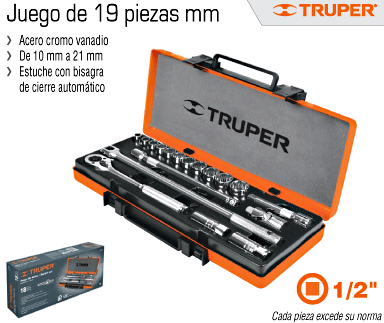 Juego de 19 piezas mm
TRUPER®
❯ Acero cromo vanadio
❯ De 10 mm a 21 mm
❯ Estuche con bisagra
de cierre automático
TRUPER
TRUPER
1/2"
Cada pieza excede su norma